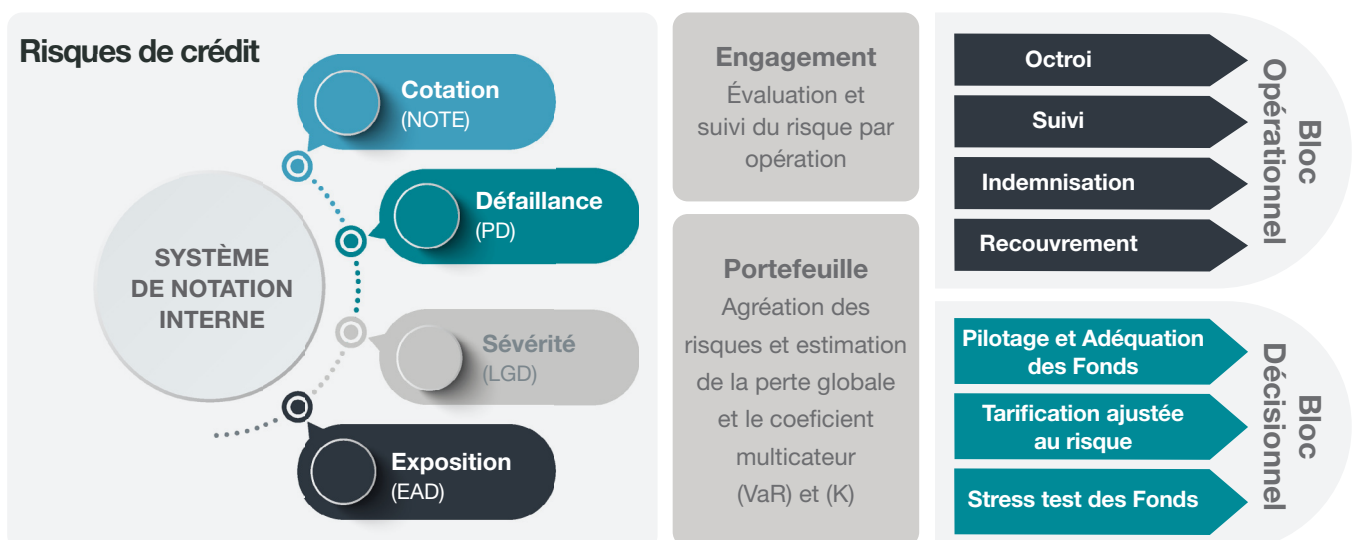 Risques de crédit
Cotation
(NOTE)
Défaillance
(PD)
SYSTÈME
DE NOTATION
INTERNE
Sévérité
(LGD)
Exposition
(EAD)
Engagement
Évaluation et
suivi du risque par
opération
Portefeuille
Agréation des
risques et estimation
de la perte globale
et le coeficient
multicateur
(VaR) et (K)
Octroi
Suivi
Indemnisation
Recouvrement
Bloc
Opérationnel
Pilotage et Adéquation
des Fonds
Tarification ajustée
au risque
Stress test des Fonds
Bloc
Décisionnel